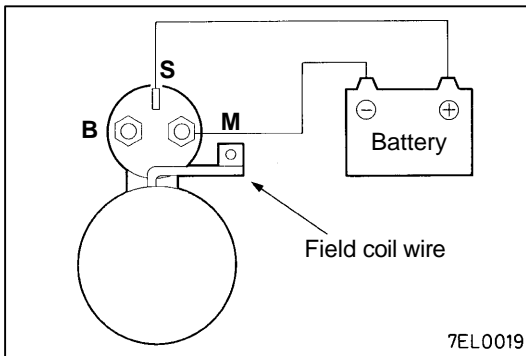 S
B
M
⊖ ⊕
Battery
Field coil wire
7EL0019